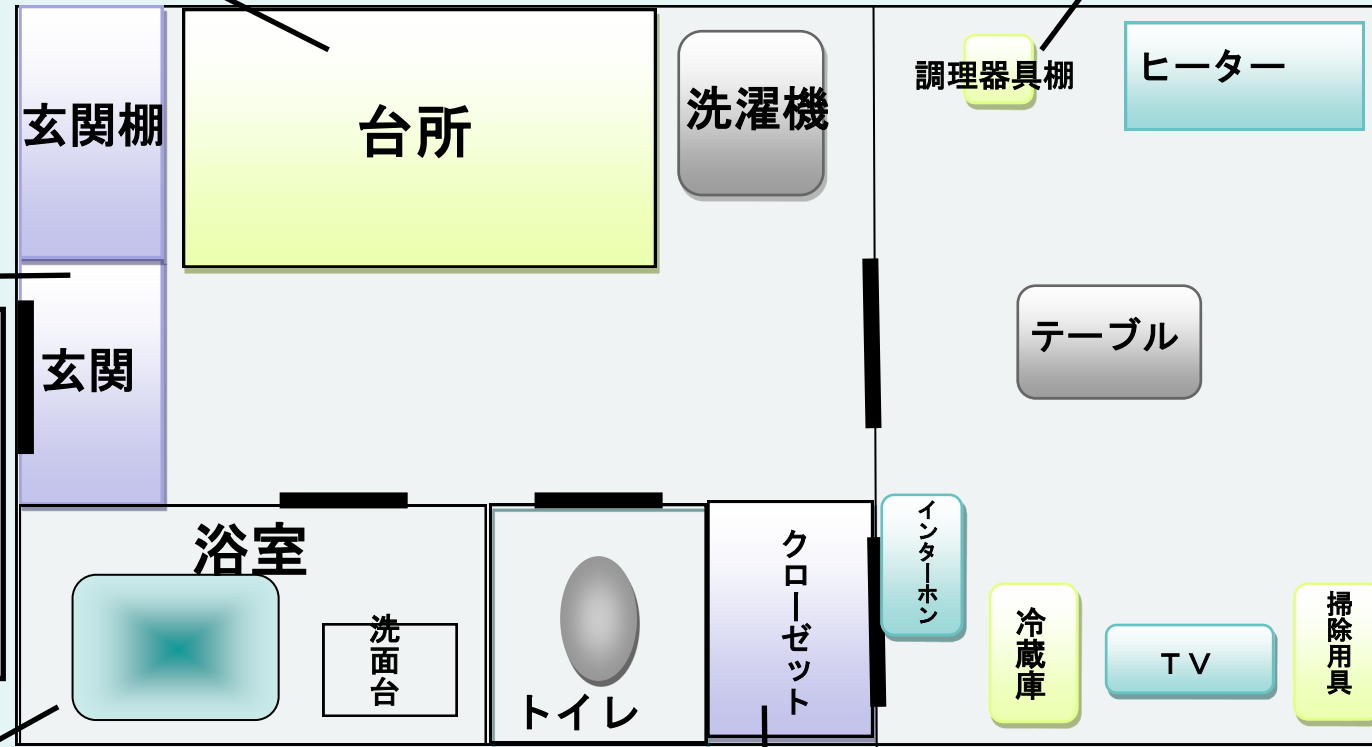 玄関棚
台所
洗濯機
調理器具棚
ヒーター
玄関
テーブル
浴室
洗面台
トイレ
クローゼット
インターホン
冷蔵庫
TV
掃除用具